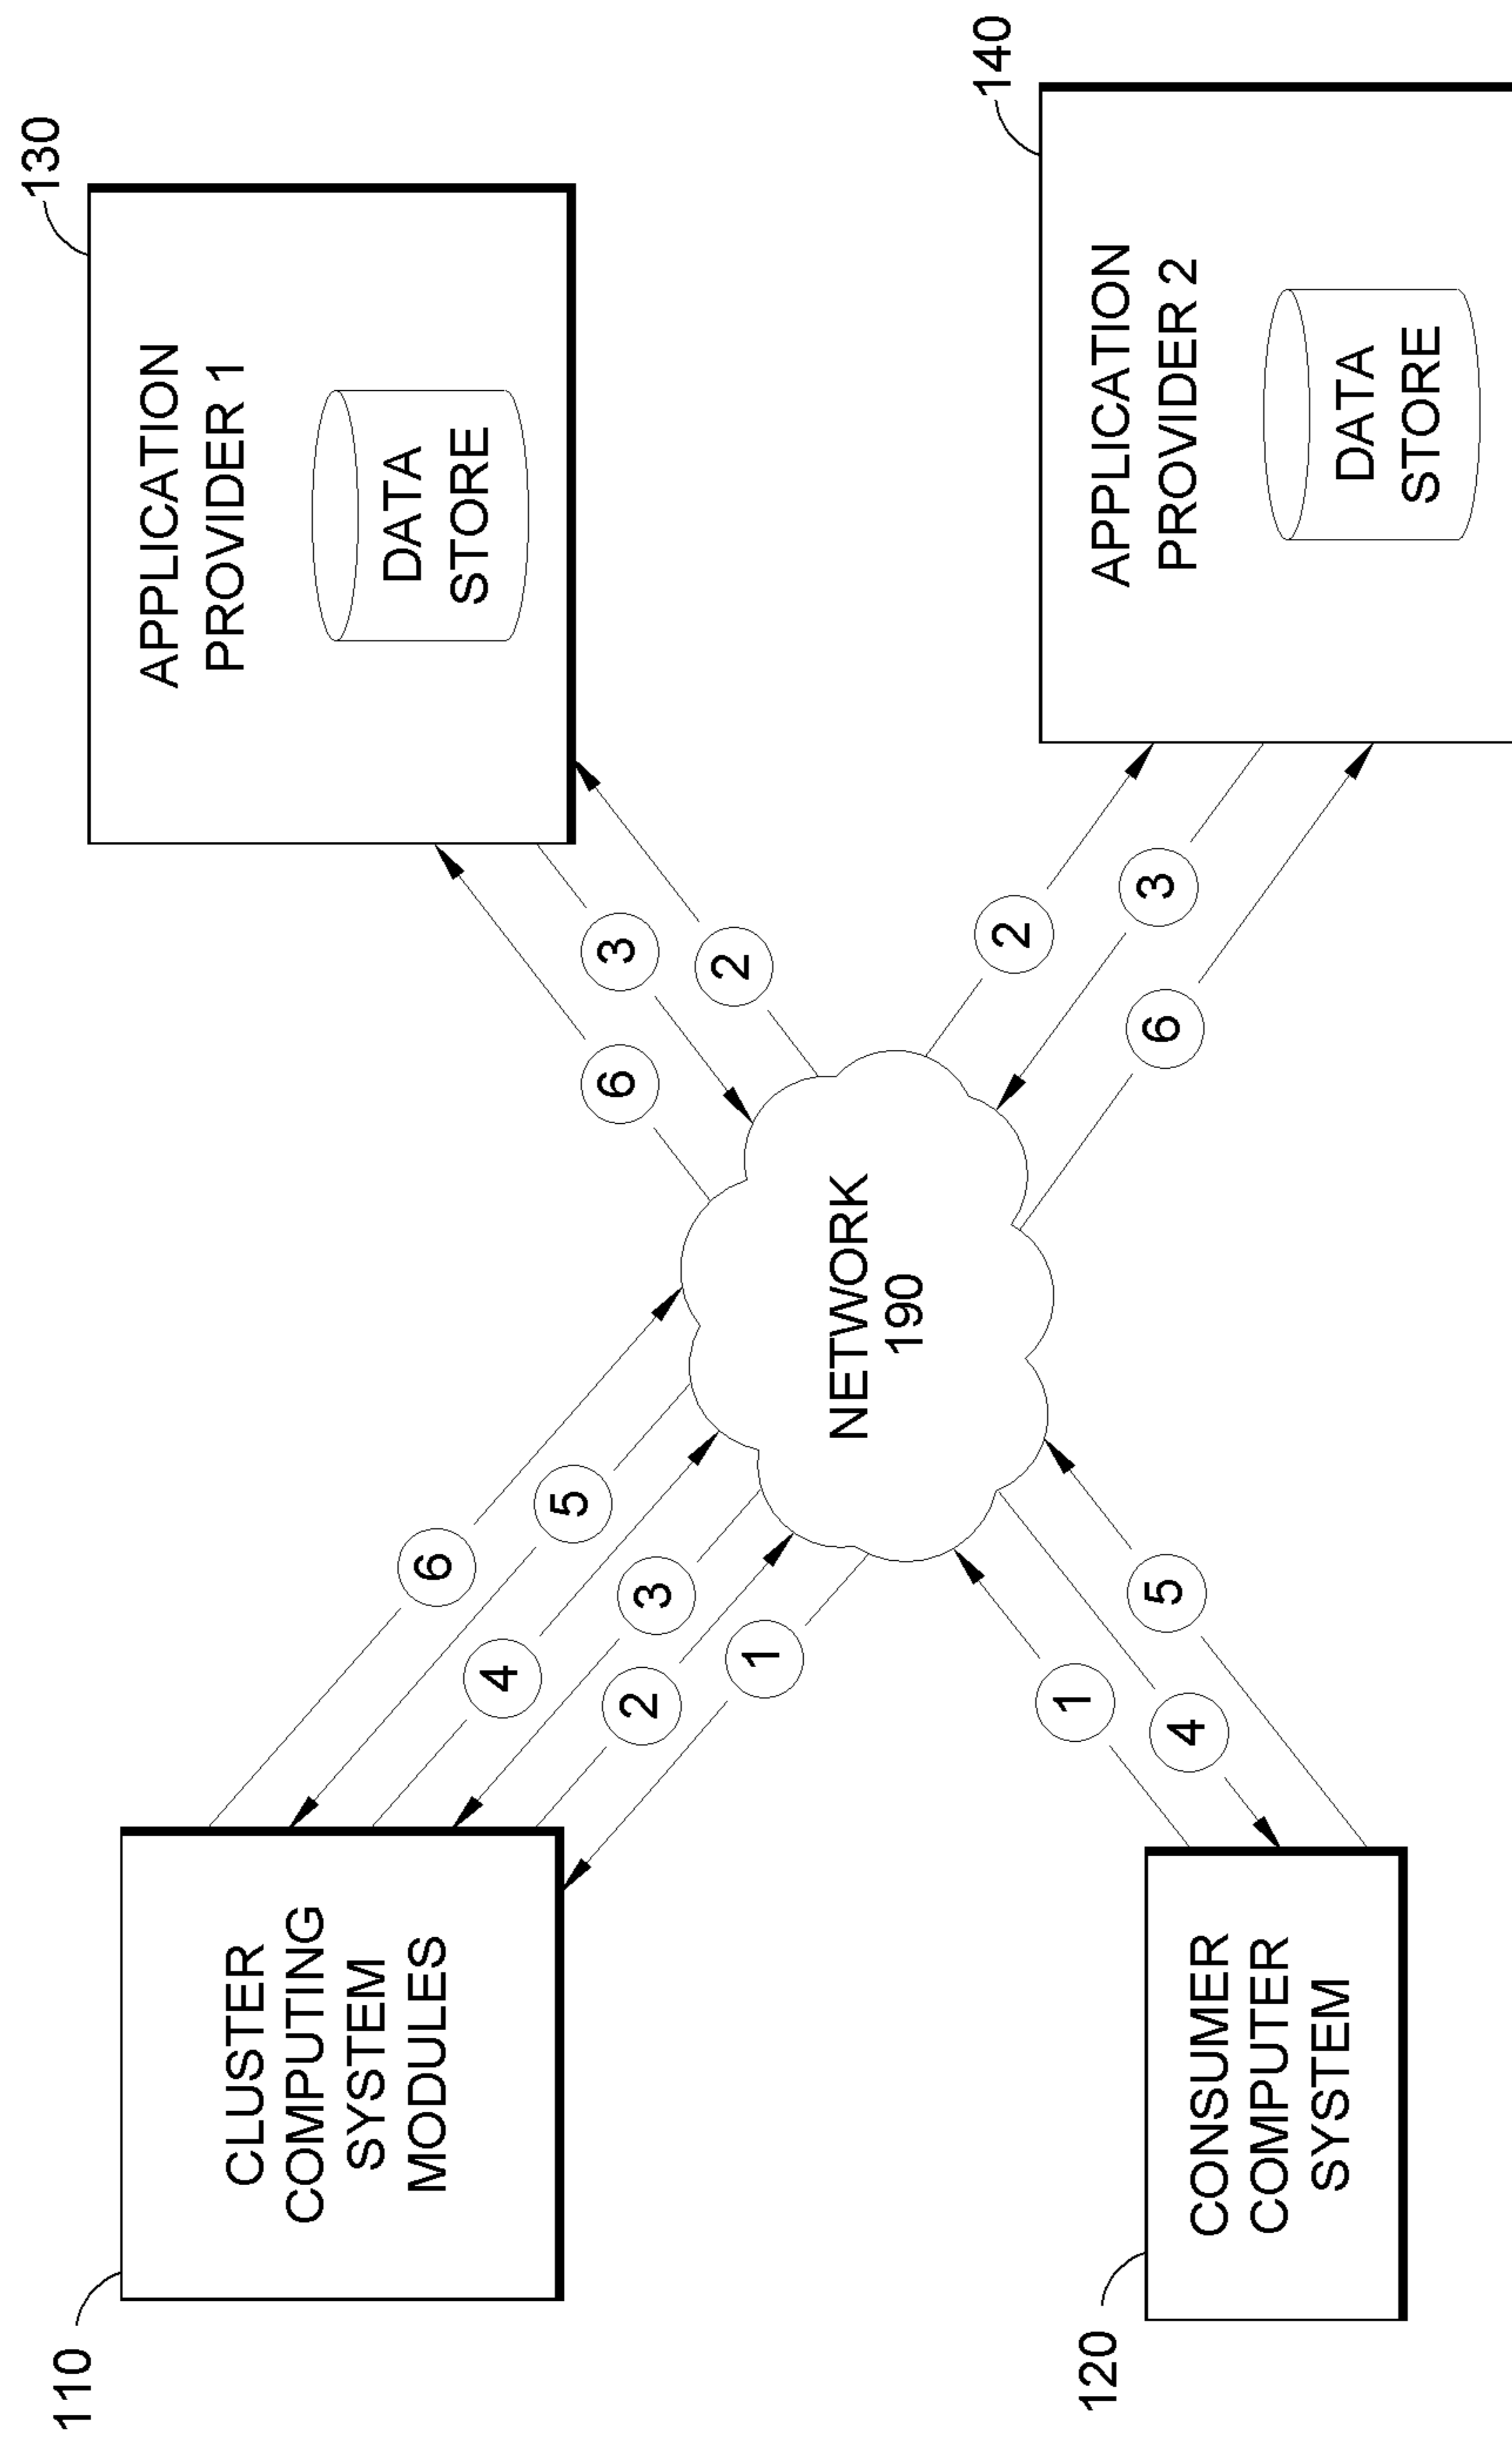 110
CLUSTER
COMPUTING
SYSTEM
MODULES
6
5
4
3
2
1
6
3
2
130
APPLICATION
PROVIDER 1
DATA
STORE
NETWORK
190
120
CONSUMER
COMPUTER
SYSTEM
1
4
5
2
3
6
140
APPLICATION
PROVIDER 2
DATA
STORE